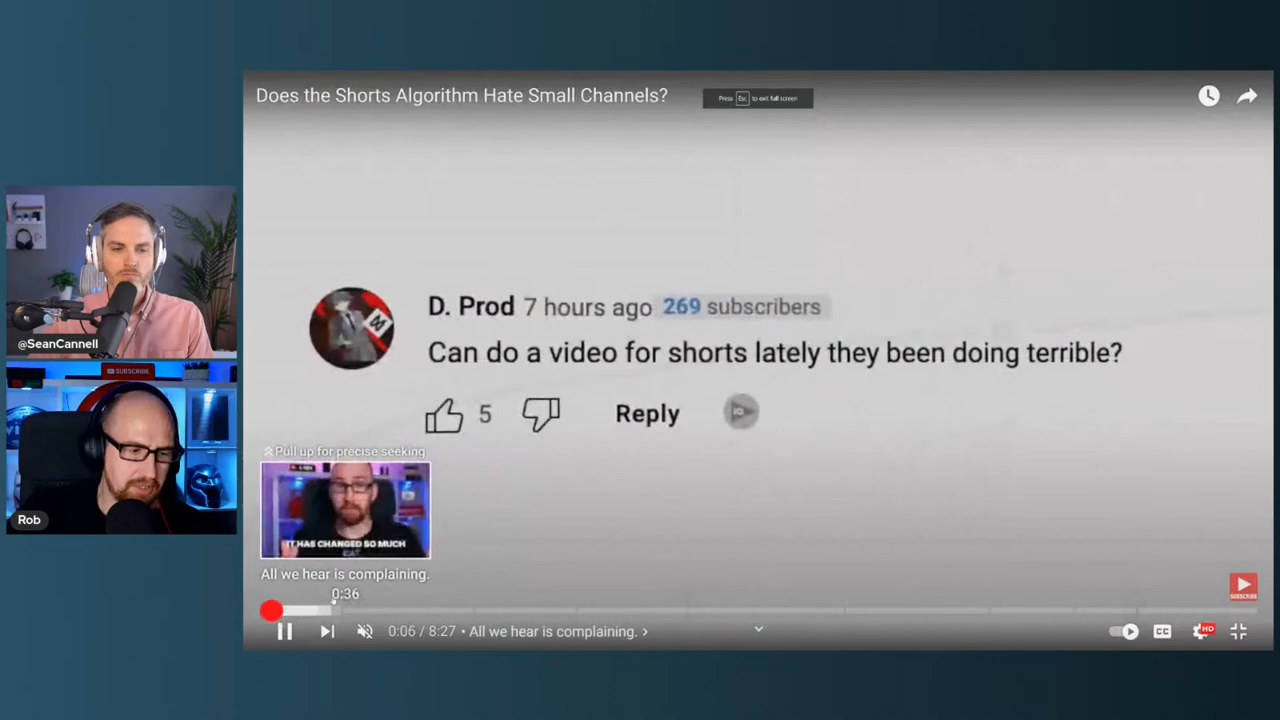 Does the Shorts Algorithm Hate Small Channels?
Press Esc to exit full screen
D. Prod 7 hours ago 269 subscribers
Can do a video for shorts lately they been doing terrible?
5 Reply
@SeanCannell
SUBSCRIBE
Rob
Pull up for precise seeking
IT HAS CHANGED SO MUCH
All we hear is complaining.
0:36
SUBSCRIBE
0:06 / 8:27 • All we hear is complaining. ›
CC
HD